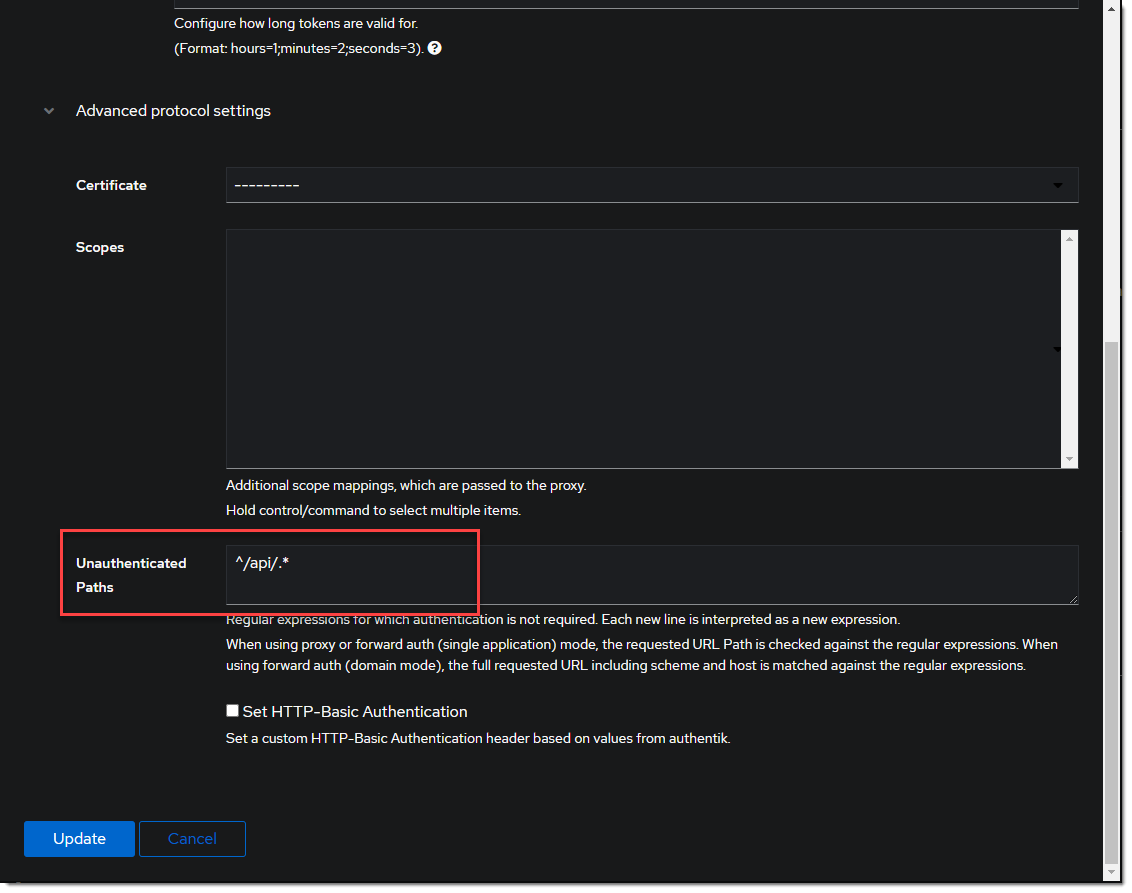 Configure how long tokens are valid for.
(Format: hours=1;minutes=2;seconds=3). ?
Advanced protocol settings
Certificate
---------
Scopes
Additional scope mappings, which are passed to the proxy.
Hold control/command to select multiple items.
Unauthenticated
Paths
^/api/.*
Regular expressions for which authentication is not required. Each new line is interpreted as a new expression.
When using proxy or forward auth (single application) mode, the requested URL Path is checked against the regular expressions. When
using forward auth (domain mode), the full requested URL including scheme and host is matched against the regular expressions.
Set HTTP-Basic Authentication
Set a custom HTTP-Basic Authentication header based on values from authentik.
Update
Cancel